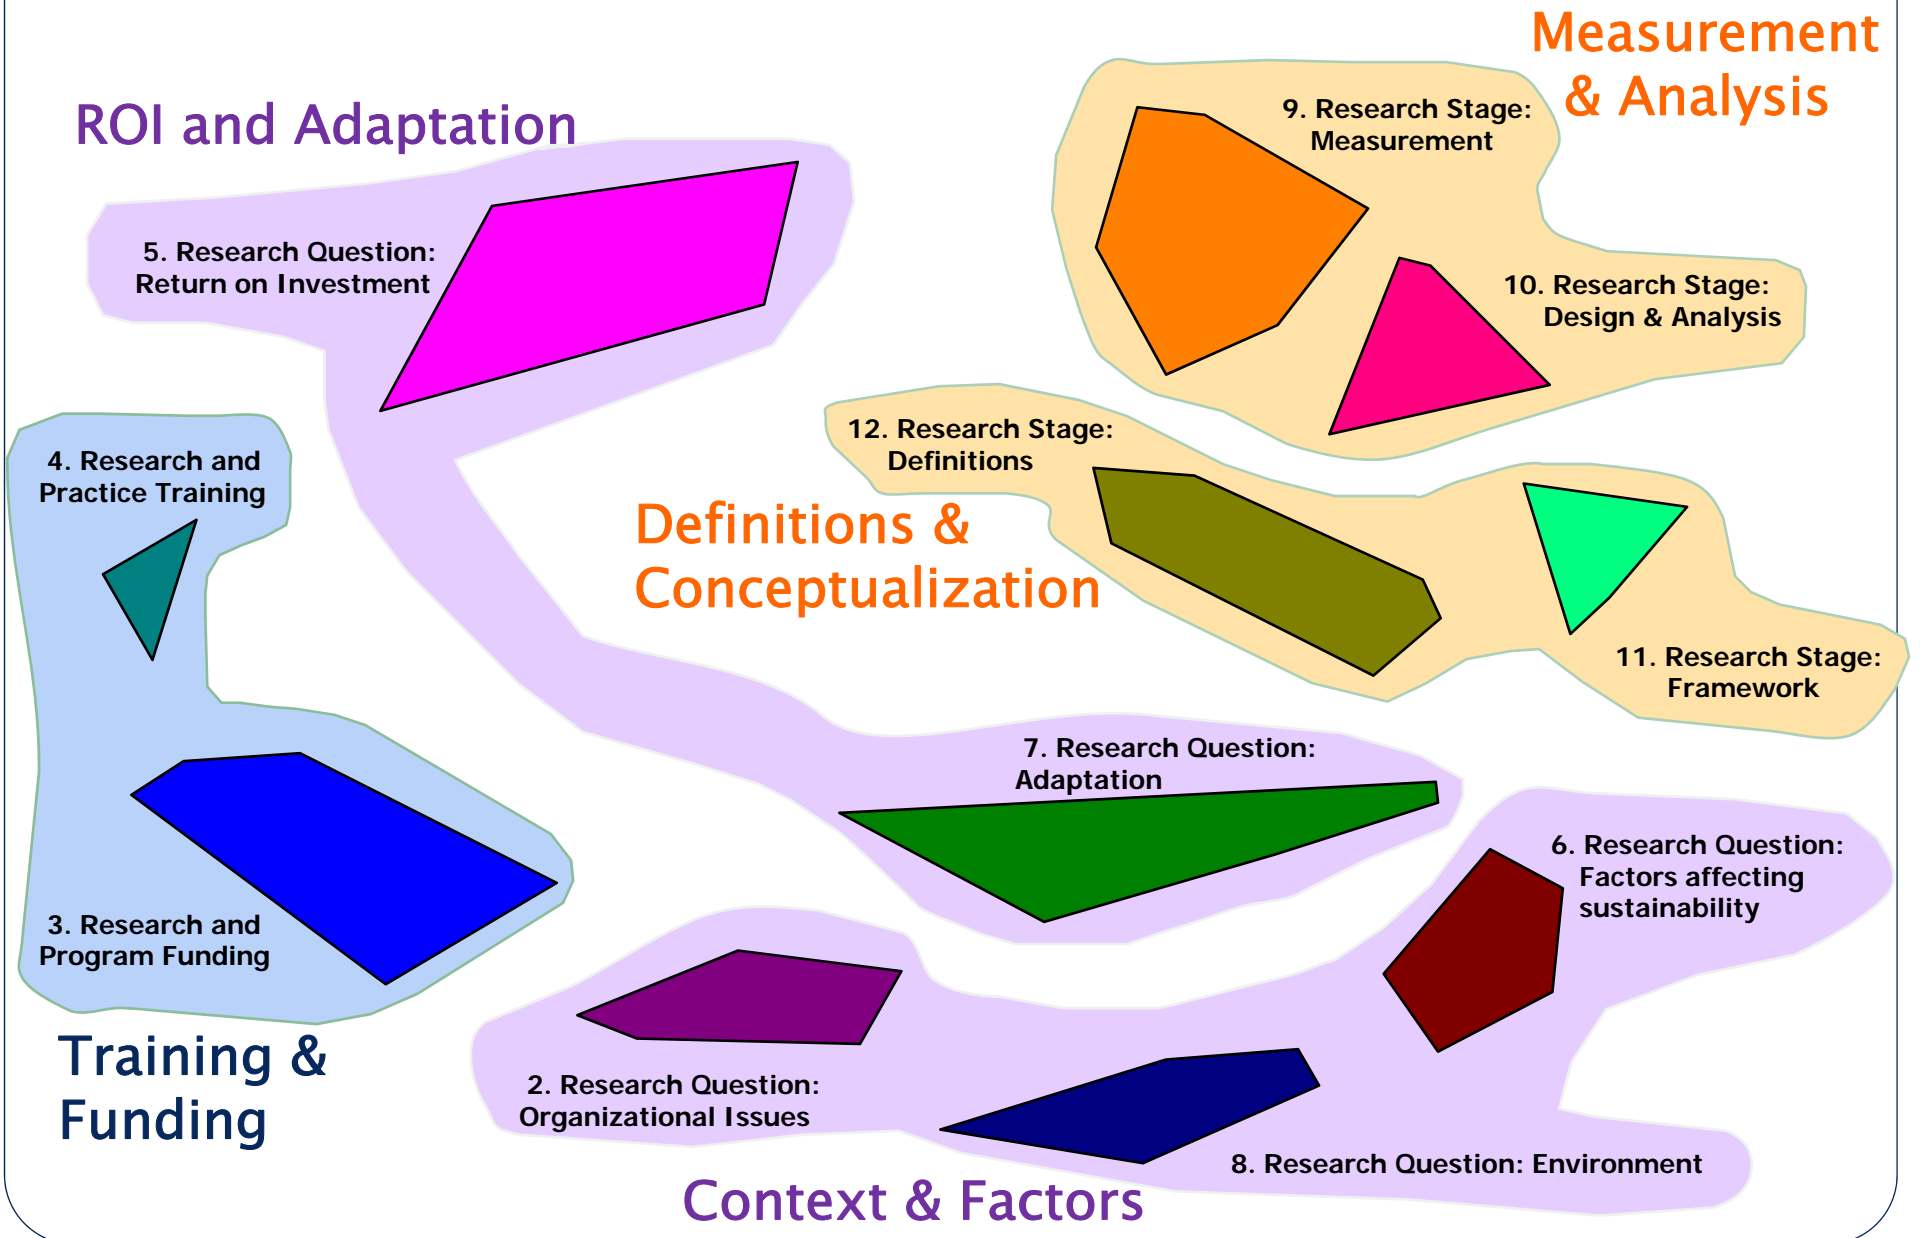 Measurement
& Analysis
ROI and Adaptation
9. Research Stage:
Measurement
5. Research Question:
Return on Investment
10. Research Stage:
Design & Analysis
12. Research Stage:
Definitions
4. Research and
Practice Training
Definitions &
Conceptualization
11. Research Stage:
Framework
7. Research Question:
Adaptation
6. Research Question:
Factors affecting
sustainability
3. Research and
Program Funding
Training &
Funding
2. Research Question:
Organizational Issues
8. Research Question: Environment
Context & Factors